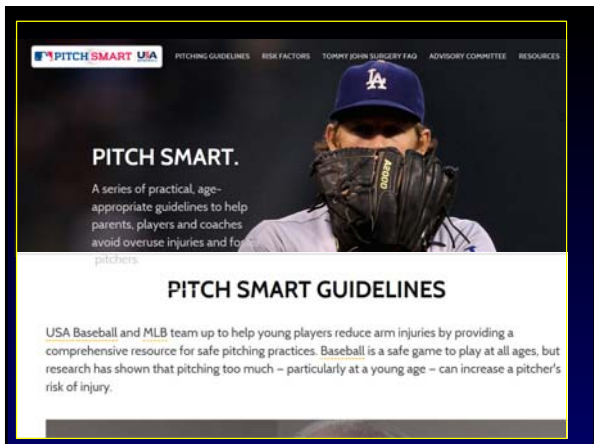 PITCH SMART USA
PITCHING GUIDELINES RISK FACTORS TOMMY JOHN SURGERY FAQ ADVISORY COMMITTEE RESOURCES
LA
A2000
PITCH SMART.
A series of practical, age-
appropriate guidelines to help
parents, players and coaches
avoid overuse injuries and
pitchers.
PITCH SMART GUIDELINES
USA Baseball and MLB team up to help young players reduce arm injuries by providing a
comprehensive resource for safe pitching practices. Baseball is a safe game to play at all ages, but
research has shown that pitching too much – particularly at a young age – can increase a pitcher's
risk of injury.